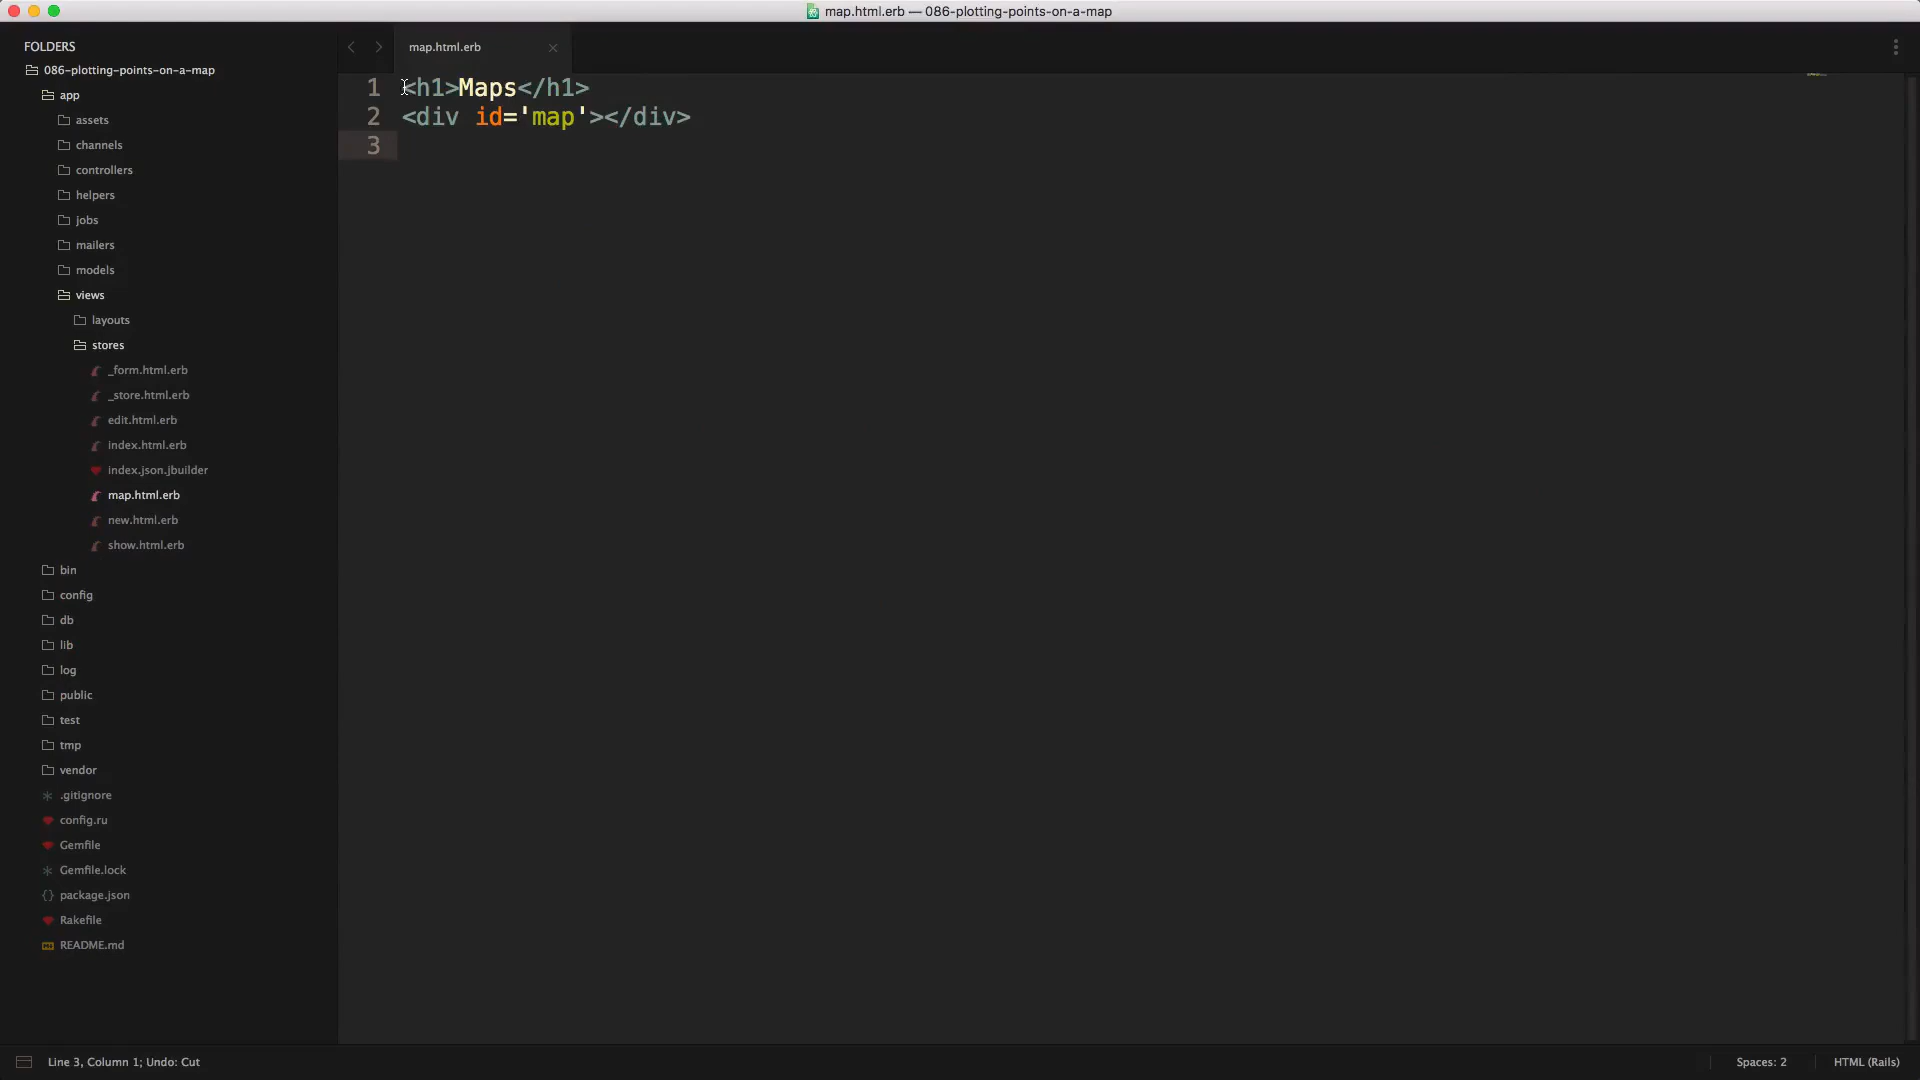 map.html.erb — 086-plotting-points-on-a-map
FOLDERS
086-plotting-points-on-a-map
app
assets
channels
controllers
helpers
jobs
mailers
models
views
layouts
stores
_form.html.erb
_store.html.erb
edit.html.erb
index.html.erb
index.json.jbuilder
map.html.erb
new.html.erb
show.html.erb
bin
config
db
lib
log
public
test
tmp
vendor
.gitignore
config.ru
Gemfile
Gemfile.lock
package.json
Rakefile
README.md
map.html.erb
1 <h1>Maps</h1>
2 <div id='map'></div>
3
Line 3, Column 1; Undo: Cut
Spaces: 2
HTML (Rails)